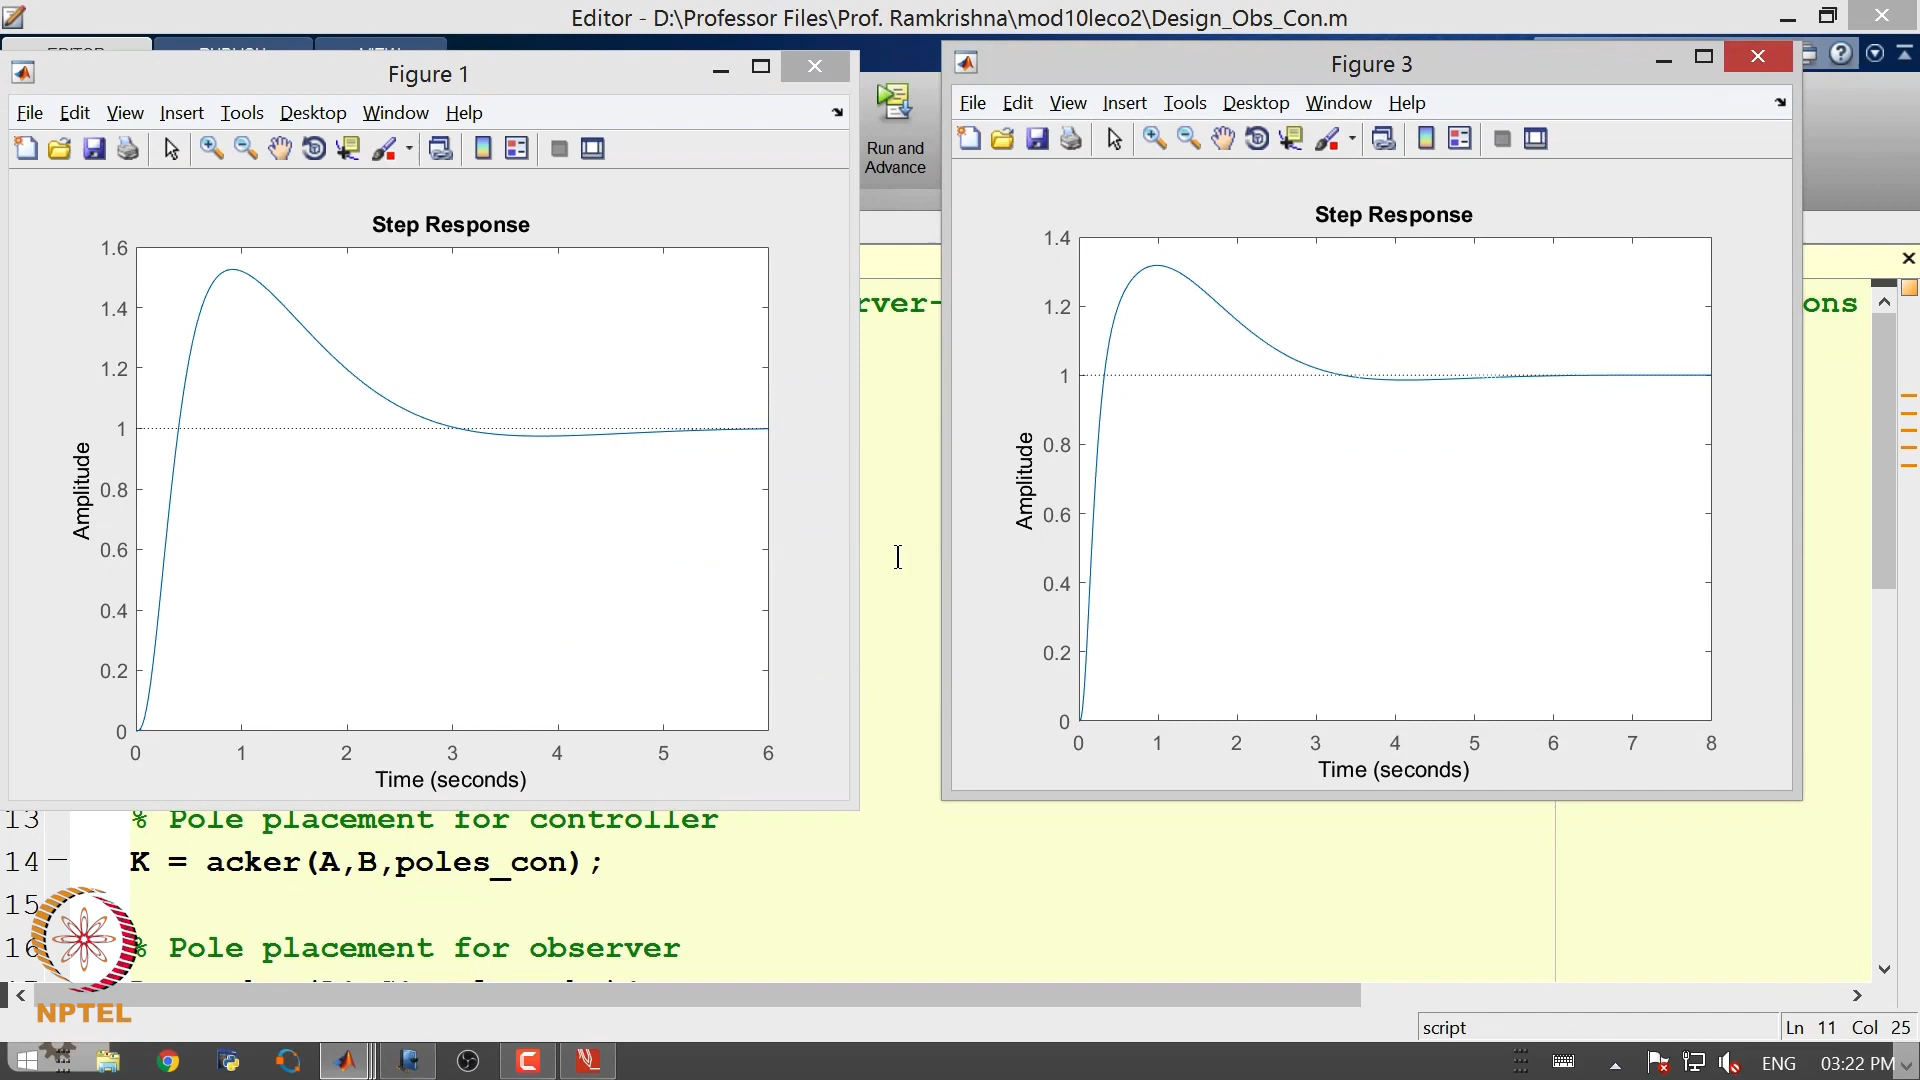 Editor - D:\Professor Files\Prof. Ramkrishna\mod10leco2\Design_Obs_Con.m
Figure 1
File Edit View Insert Tools Desktop Window Help
Step Response
1.6
1.4
1.2
1
0.8
0.6
0.4
0.2
0
Amplitude
0 1 2 3 4 5 6
Time (seconds)
Run and
Advance
Figure 3
File Edit View Insert Tools Desktop Window Help
Step Response
1.4
1.2
1
0.8
0.6
0.4
0.2
0
Amplitude
0 1 2 3 4 5 6 7 8
Time (seconds)
rver-
ons
13 % Pole placement for controller
14 K = acker(A,B,poles_con);
15
16 % Pole placement for observer
NPTEL
script
Ln 11 Col 25
ENG 03:22 PM